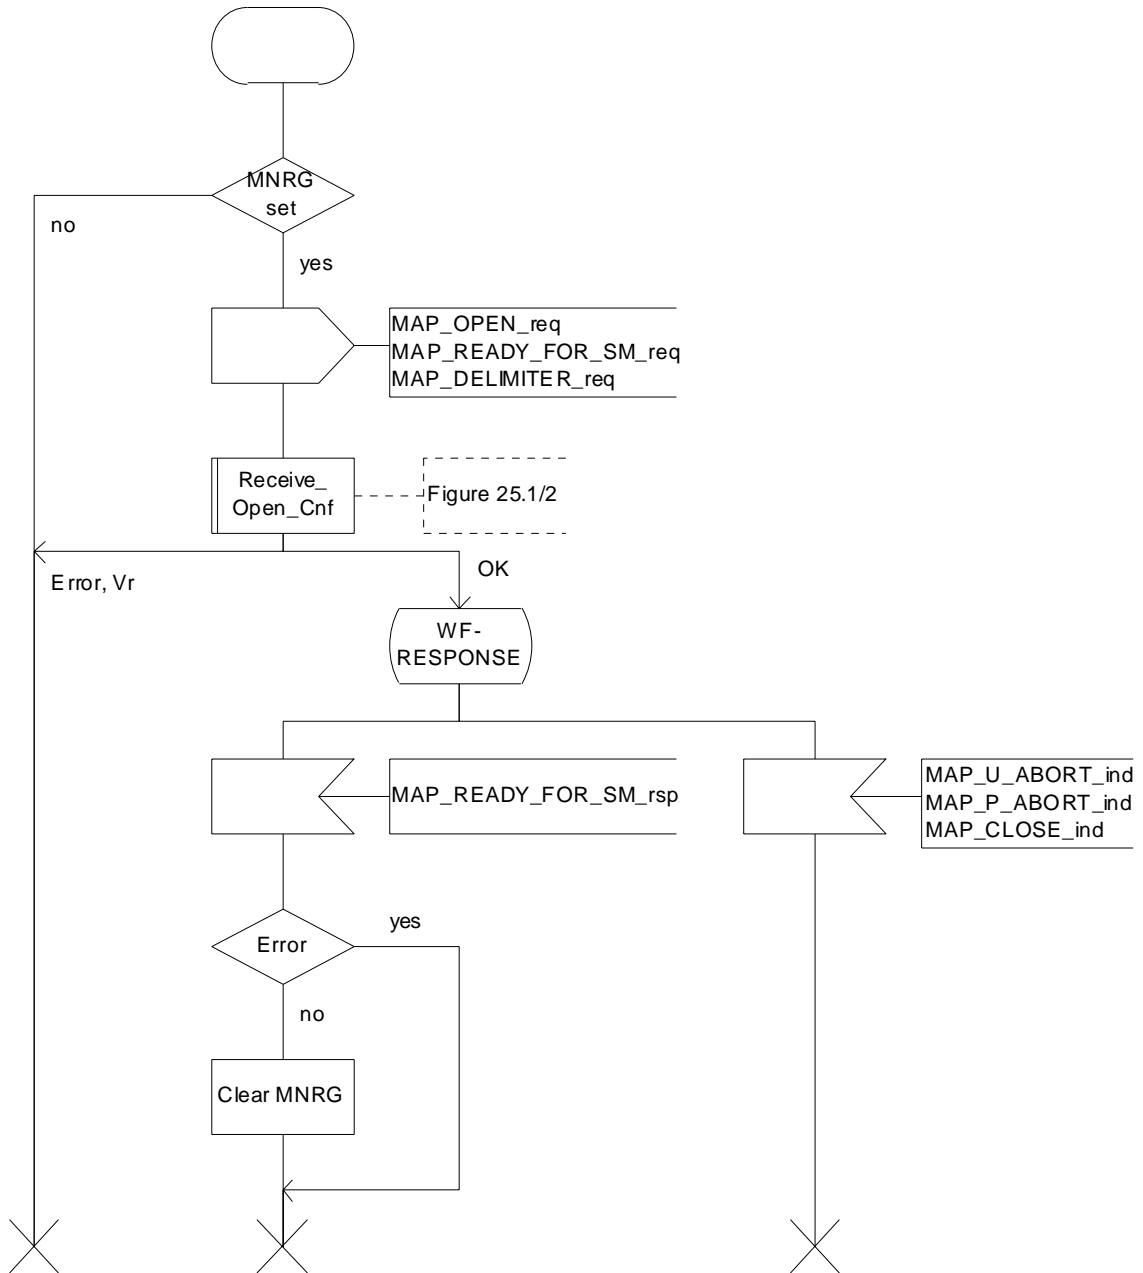 MNRG
set
no
yes
MAP_OPEN_req
MAP_READY_FOR_SM_req
MAP_DELIMITER_req
Receive_
Open_Cnf
Figure 25.1/2
Error, Vr
OK
WF-
RESPONSE
MAP_READY_FOR_SM_rsp
MAP_U_ABORT_ind
MAP_P_ABORT_ind
MAP_CLOSE_ind
Error
yes
no
Clear MNRG